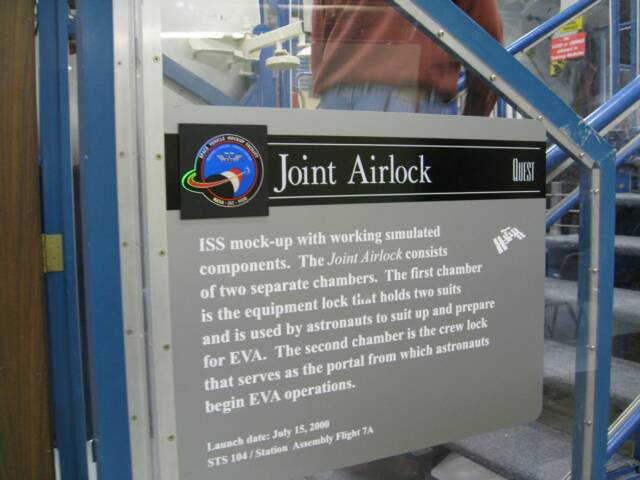 Joint Airlock
QUEST
ISS mock-up with working simulated
components. The Joint Airlock consists
of two separate chambers. The first chamber
is the equipment lock that holds two suits
and is used by astronauts to suit up and prepare
for EVA. The second chamber is the crew lock
that serves as the portal from which astronauts
begin EVA operations.
Launch date: July 15, 2000
STS 104 / Station Assembly Flight 7A